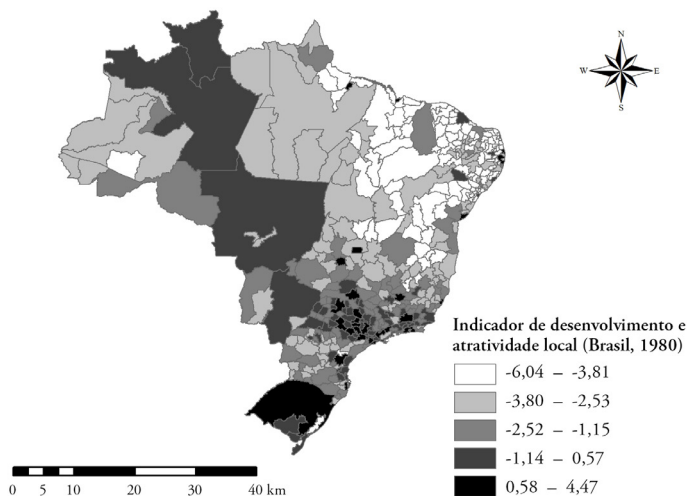 N
W E
S
Indicador de desenvolvimento e
atratividade local (Brasil, 1980)
-6,04 – -3,81
-3,80 – -2,53
-2,52 – -1,15
-1,14 – 0,57
0,58 – 4,47
0 5 10 20 30 40 km